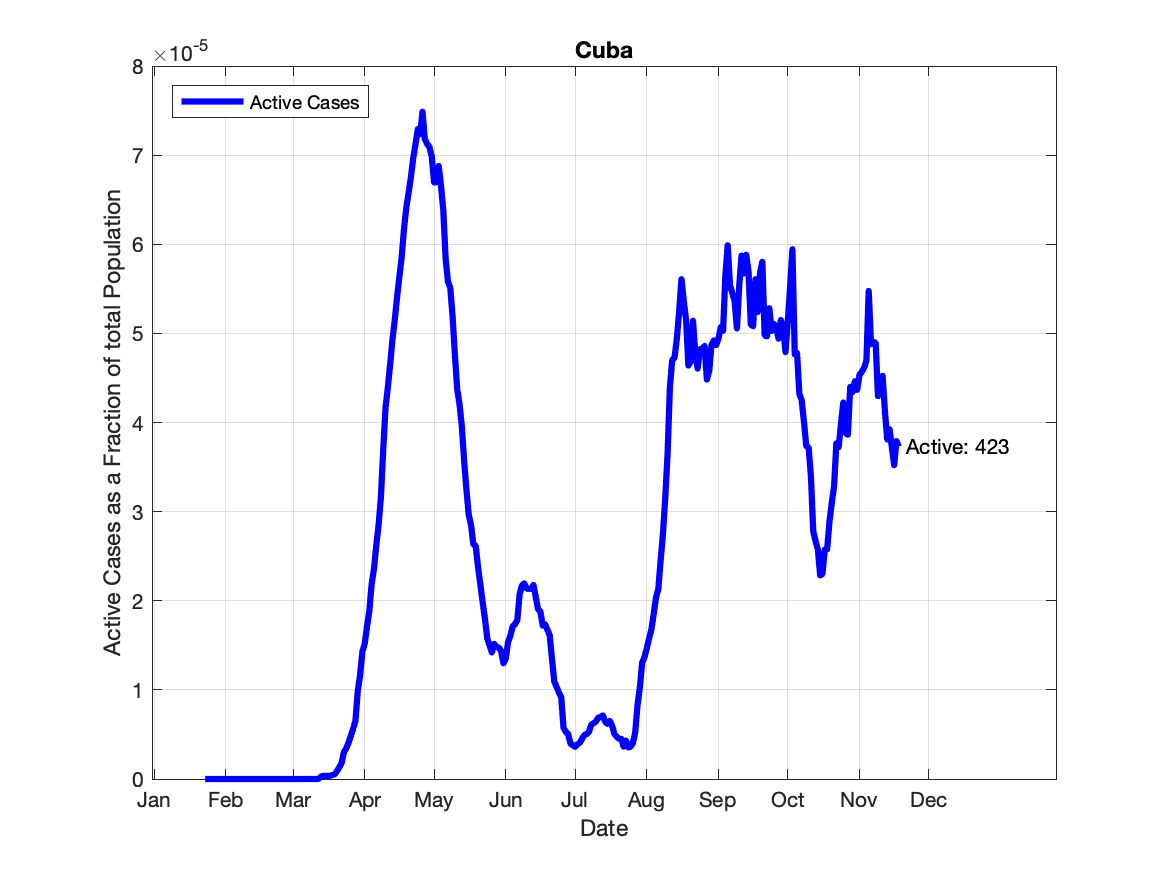 Cuba
×10-5
8
7
6
5
4
3
2
1
0
Active Cases as a Fraction of total Population
Active Cases
Active: 423
Jan Feb Mar Apr May Jun Jul Aug Sep Oct Nov Dec
Date